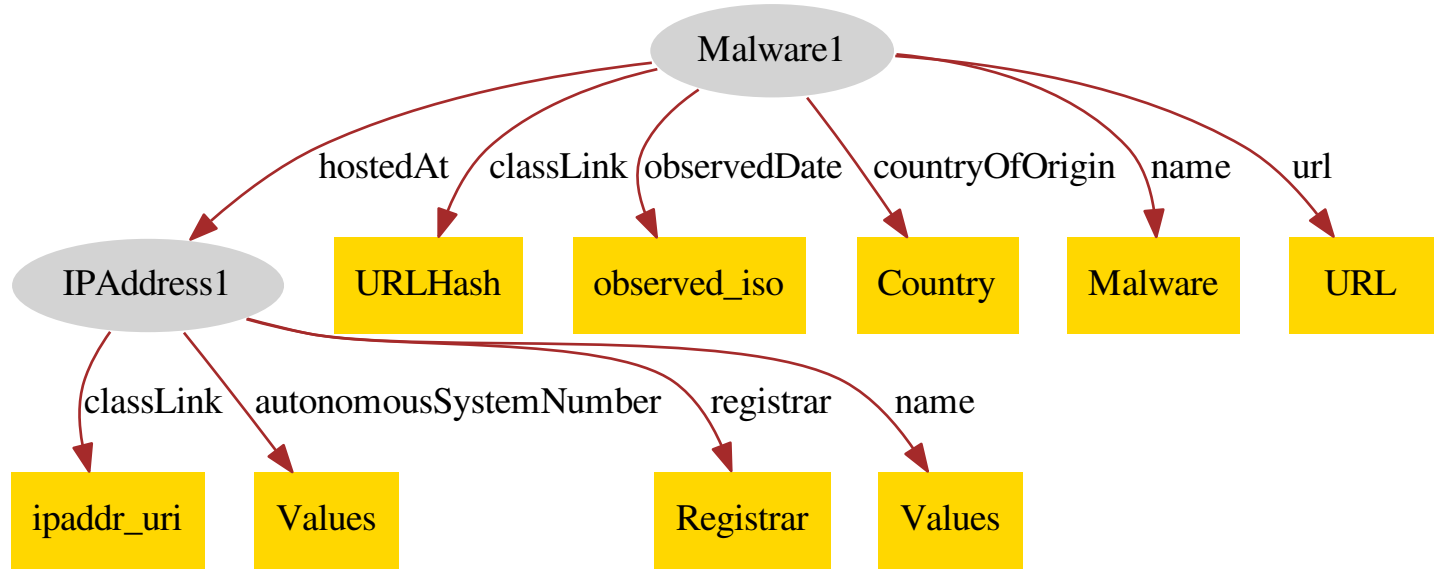 Malware1
hostedAt
classLink
observedDate
countryOfOrigin
name
url
IPAddress1
URLHash
observed_iso
Country
Malware
URL
classLink
autonomousSystemNumber
registrar
name
ipaddr_uri
Values
Registrar
Values